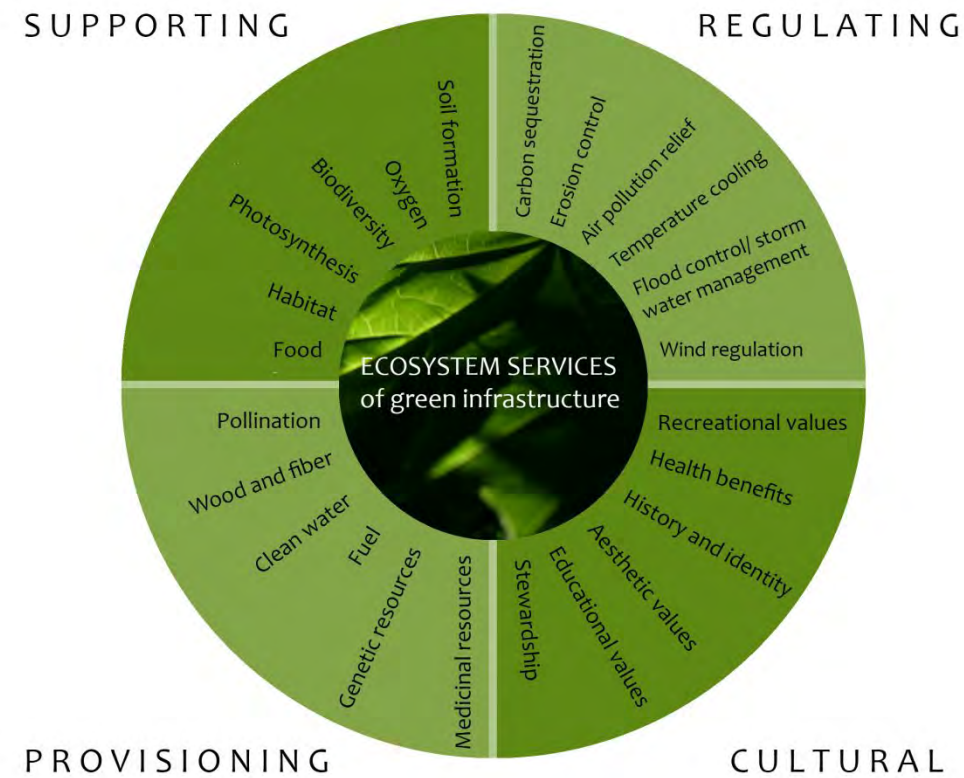 SUPPORTING
REGULATING
Soil formation
Oxygen
Biodiversity
Photosynthesis
Habitat
Food
Carbon sequestration
Erosion control
Air pollution relief
Temperature cooling
Flood control/ storm
water management
Wind regulation
ECOSYSTEM SERVICES
of green infrastructure
Pollination
Wood and fiber
Clean water
Fuel
Genetic resources
Medicinal resources
Recreational values
Health benefits
History and identity
Aesthetic values
Educational values
Stewardship
PROVISIONING
CULTURAL